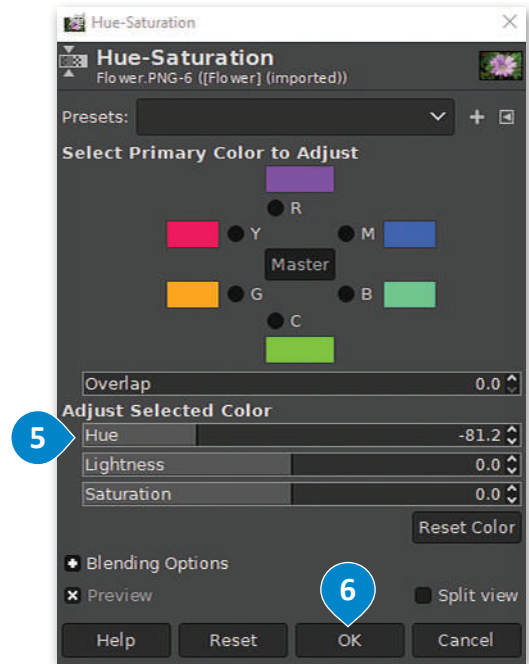 Hue-Saturation
Hue-Saturation
Flower.PNG-6 ([Flower] (imported))
Presets:
Select Primary Color to Adjust
R
Y M
Master
G B
C
Overlap 0.0
Adjust Selected Color
5 Hue -81.2
Lightness 0.0
Saturation 0.0
Reset Color
Blending Options
Preview 6 Split view
Help Reset OK Cancel